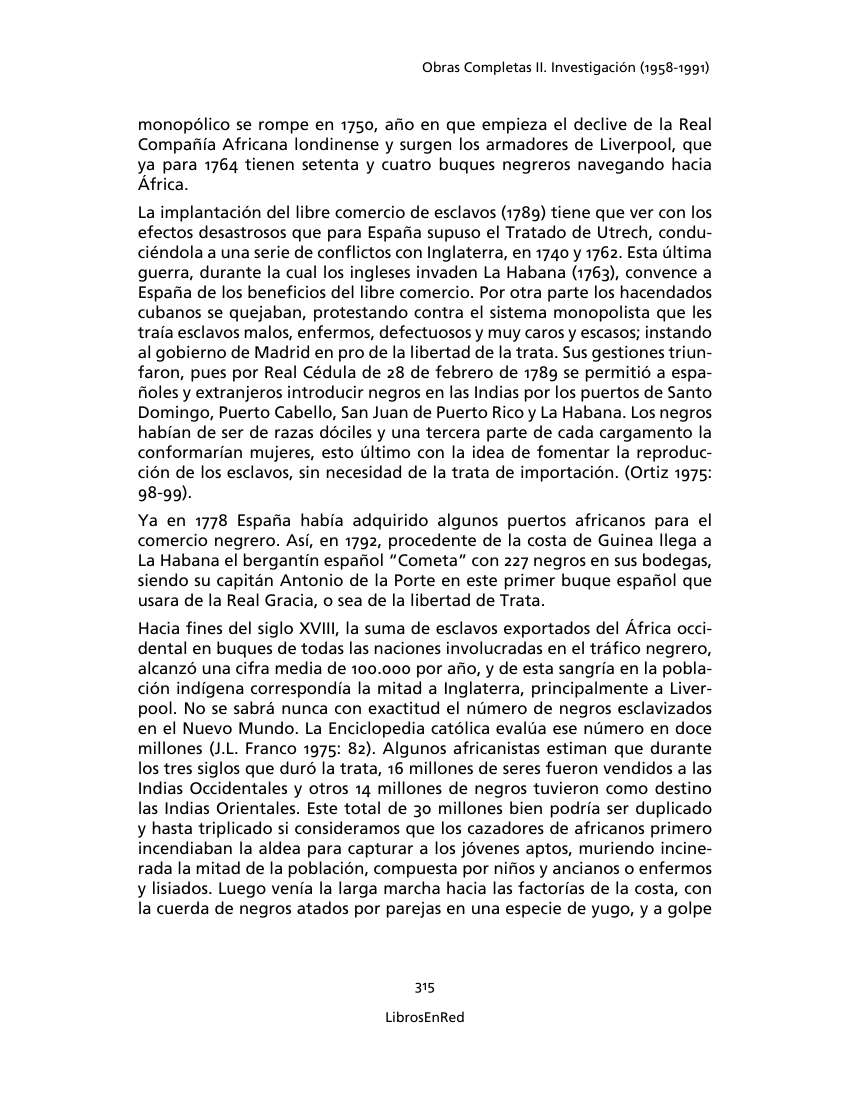 Obras Completas II. Investigación (1958-1991)
monopólico se rompe en 1750, año en que empieza el declive de la Real
Compañía Africana londinense y surgen los armadores de Liverpool, que
ya para 1764 tienen setenta y cuatro buques negreros navegando hacia
África.
La implantación del libre comercio de esclavos (1789) tiene que ver con los
efectos desastrosos que para España supuso el Tratado de Utrech, condu-
ciéndola a una serie de conflictos con Inglaterra, en 1740 y 1762. Esta última
guerra, durante la cual los ingleses invaden La Habana (1763), convence a
España de los beneficios del libre comercio. Por otra parte los hacendados
cubanos se quejaban, protestando contra el sistema monopolista que les
traía esclavos malos, enfermos, defectuosos y muy caros y escasos; instando
al gobierno de Madrid en pro de la libertad de la trata. Sus gestiones triun-
faron, pues por Real Cédula de 28 de febrero de 1789 se permitió a espa-
ñoles y extranjeros introducir negros en las Indias por los puertos de Santo
Domingo, Puerto Cabello, San Juan de Puerto Rico y La Habana. Los negros
habían de ser de razas dóciles y una tercera parte de cada cargamento la
conformarían mujeres, esto último con la idea de fomentar la reproduc-
ción de los esclavos, sin necesidad de la trata de importación. (Ortiz 1975:
98-99).
Ya en 1778 España había adquirido algunos puertos africanos para el
comercio negrero. Así, en 1792, procedente de la costa de Guinea llega a
La Habana el bergantín español “Cometa” con 227 negros en sus bodegas,
siendo su capitán Antonio de la Porte en este primer buque español que
usara de la Real Gracia, o sea de la libertad de Trata.
Hacia fines del siglo XVIII, la suma de esclavos exportados del África occi-
dental en buques de todas las naciones involucradas en el tráfico negrero,
alcanzó una cifra media de 100.000 por año, y de esta sangría en la pobla-
ción indígena correspondía la mitad a Inglaterra, principalmente a Liver-
pool. No se sabrá nunca con exactitud el número de negros esclavizados
en el Nuevo Mundo. La Enciclopedia católica evalúa ese número en doce
millones (J.L. Franco 1975: 82). Algunos africanistas estiman que durante
los tres siglos que duró la trata, 16 millones de seres fueron vendidos a las
Indias Occidentales y otros 14 millones de negros tuvieron como destino
las Indias Orientales. Este total de 30 millones bien podría ser duplicado
y hasta triplicado si consideramos que los cazadores de africanos primero
incendiaban la aldea para capturar a los jóvenes aptos, muriendo incine-
rada la mitad de la población, compuesta por niños y ancianos o enfermos
y lisiados. Luego venía la larga marcha hacia las factorías de la costa, con
la cuerda de negros atados por parejas en una especie de yugo, y a golpe
315
LibrosEnRed